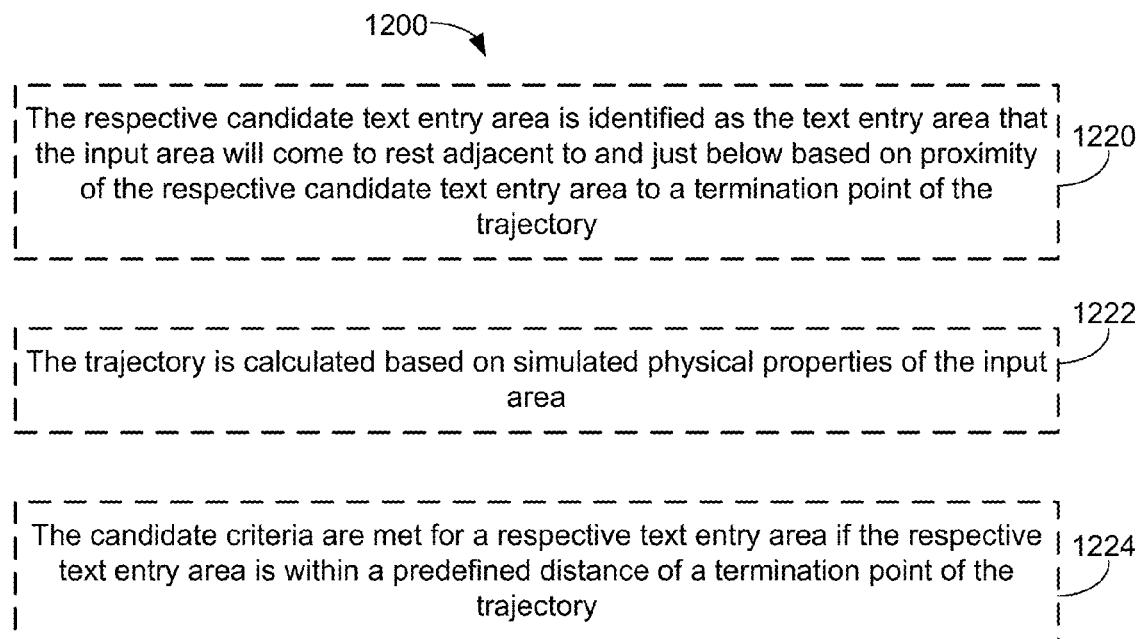 1200
The respective candidate text entry area is identified as the text entry area that
the input area will come to rest adjacent to and just below based on proximity
of the respective candidate text entry area to a termination point of the
trajectory
1220
1222
The trajectory is calculated based on simulated physical properties of the input
area
The candidate criteria are met for a respective text entry area if the respective
text entry area is within a predefined distance of a termination point of the
trajectory
1224